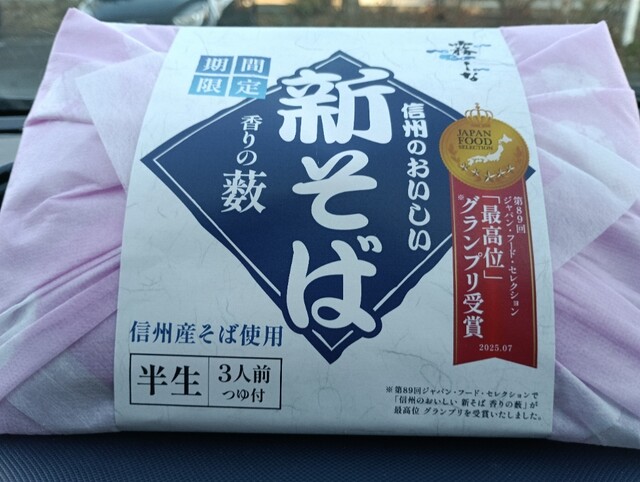 霧しな
期間
限定
信州のおいしい
新そば
香りの藪
JAPAN
FOOD
SELECTION
第89回
ジャパン・フード・セレクション
「最高位」
※グランプリ受賞
2025.07
信州産そば使用
半生
3人前
つゆ付
※第89回ジャパン・フード・セレクションで
「信州のおいしい 新そば 香りの藪」が
最高位 グランプリを受賞いたしました。